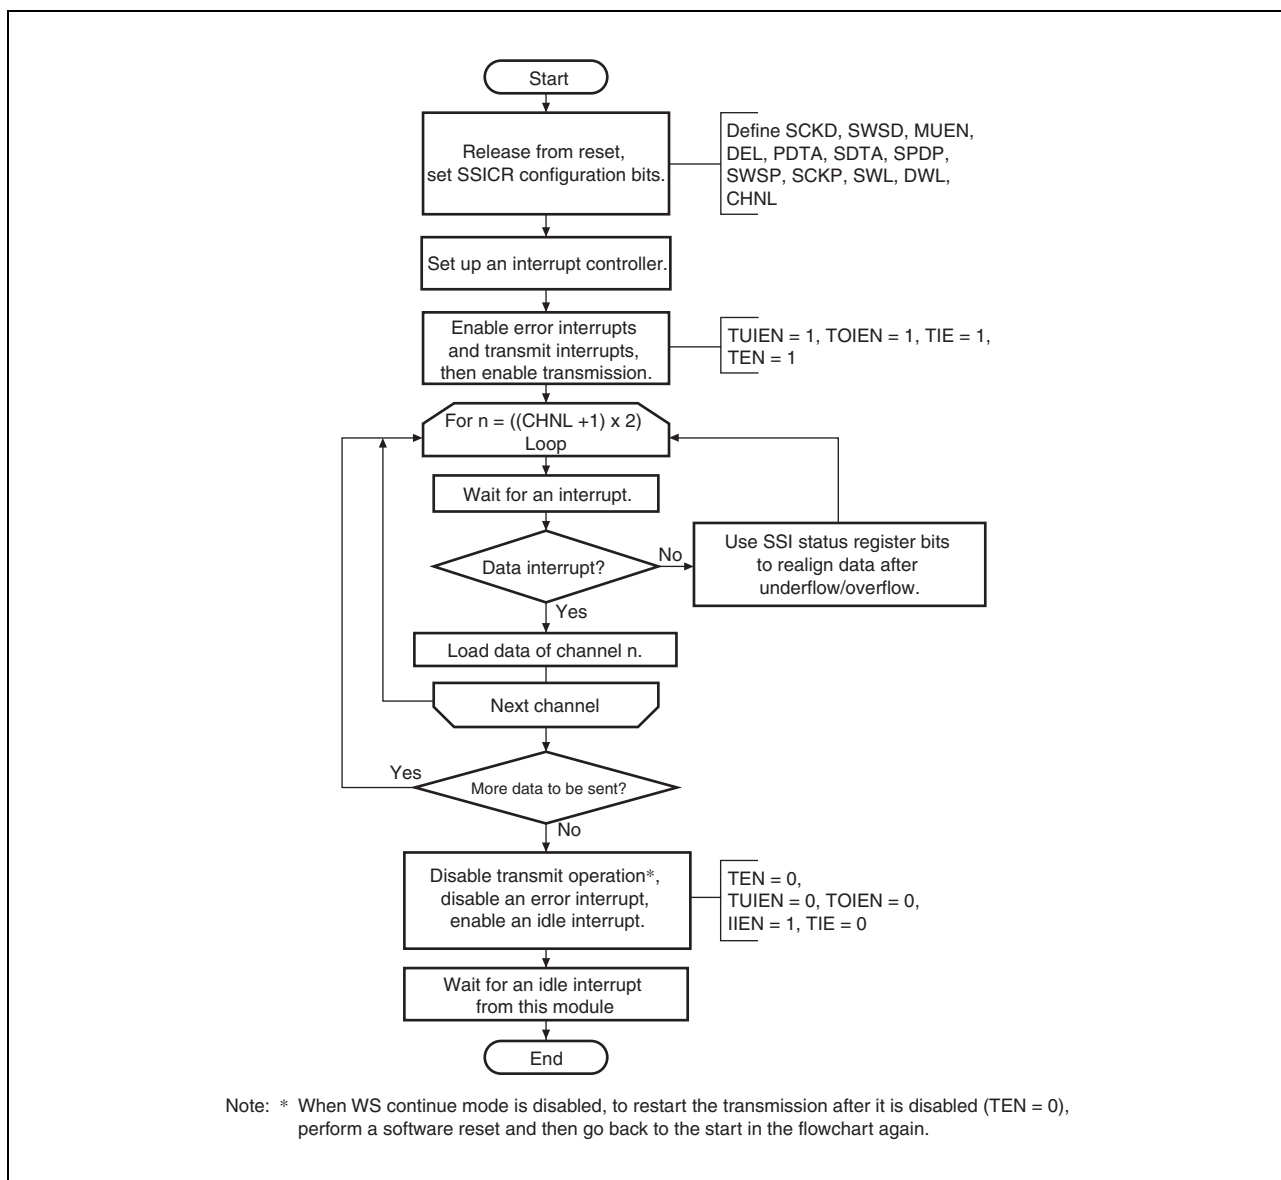 Start
Release from reset,
set SSICR configuration bits.
Define SCKD, SWSD, MUEN,
DEL, PDTA, SDTA, SPDP,
SWSP, SCKP, SWL, DWL,
CHNL
Set up an interrupt controller.
Enable error interrupts
and transmit interrupts,
then enable transmission.
TUIEN = 1, TOIEN = 1, TIE = 1,
TEN = 1
For n = ((CHNL +1) x 2)
Loop
Wait for an interrupt.
Data interrupt?
No
Use SSI status register bits
to realign data after
underflow/overflow.
Yes
Load data of channel n.
Next channel
Yes
More data to be sent?
No
Disable transmit operation*,
disable an error interrupt,
enable an idle interrupt.
TEN = 0,
TUIEN = 0, TOIEN = 0,
IIEN = 1, TIE = 0
Wait for an idle interrupt
from this module
End
Note: * When WS continue mode is disabled, to restart the transmission after it is disabled (TEN = 0),
perform a software reset and then go back to the start in the flowchart again.